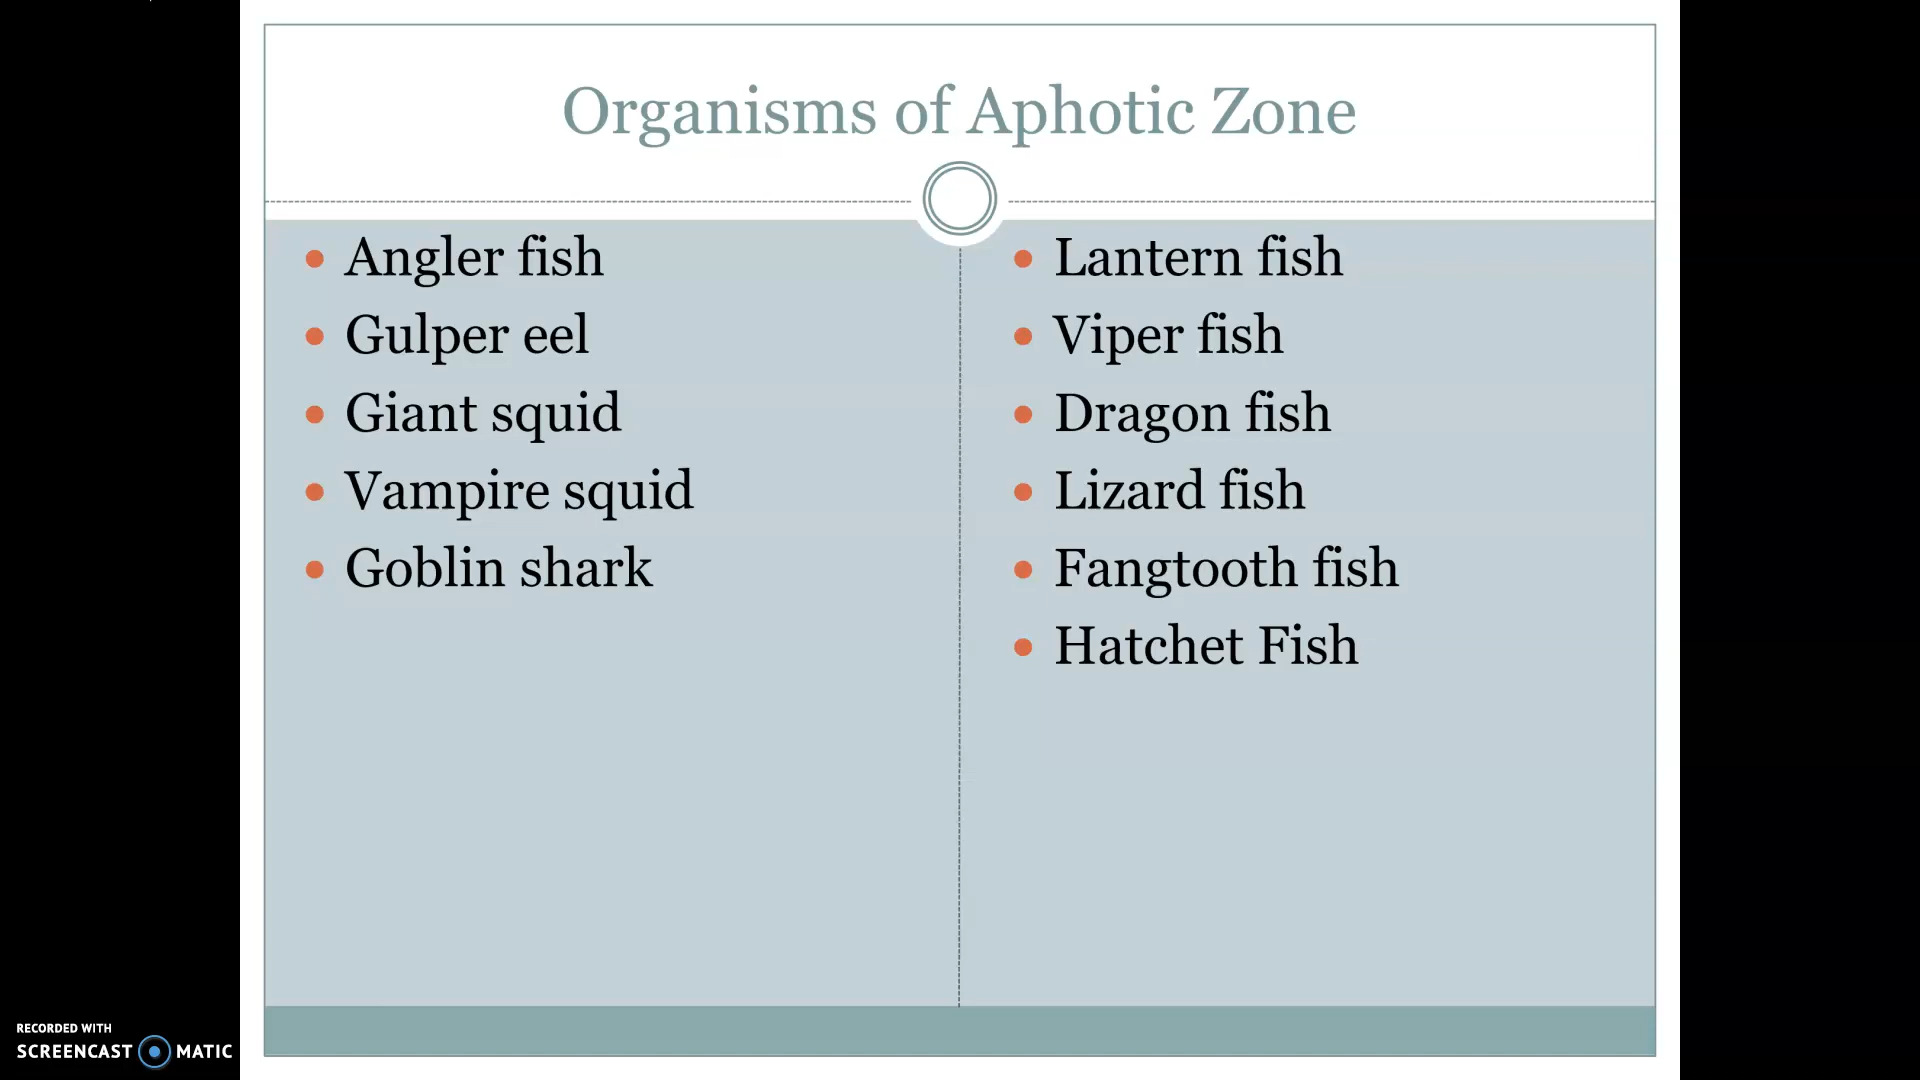 Organisms of Aphotic Zone
Angler fish
Gulper eel
Giant squid
Vampire squid
Goblin shark
Lantern fish
Viper fish
Dragon fish
Lizard fish
Fangtooth fish
Hatchet Fish
RECORDED WITH
SCREENCAST MATIC